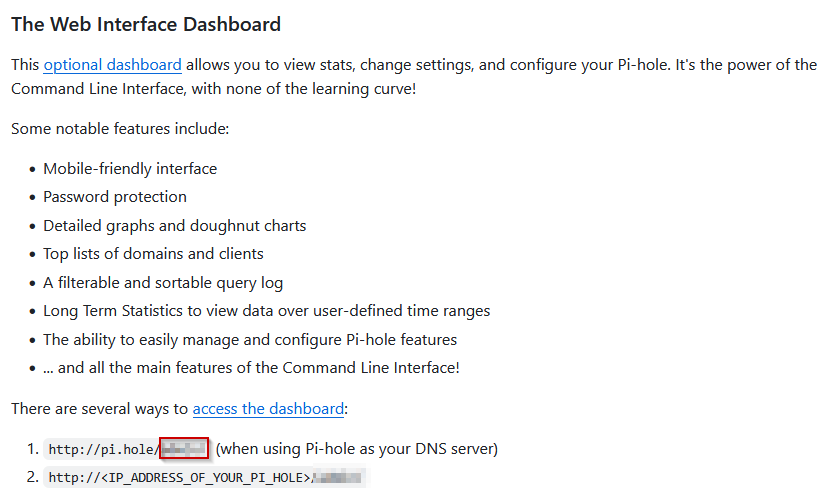 The Web Interface Dashboard
This optional dashboard allows you to view stats, change settings, and configure your Pi-hole. It's the power of the
Command Line Interface, with none of the learning curve!
Some notable features include:
• Mobile-friendly interface
• Password protection
• Detailed graphs and doughnut charts
• Top lists of domains and clients
• A filterable and sortable query log
• Long Term Statistics to view data over user-defined time ranges
• The ability to easily manage and configure Pi-hole features
• ... and all the main features of the Command Line Interface!
There are several ways to access the dashboard:
1. http://pi.hole/ (when using Pi-hole as your DNS server)
2. http://<IP_ADDRESS_OF_YOUR_PI_HOLE>/